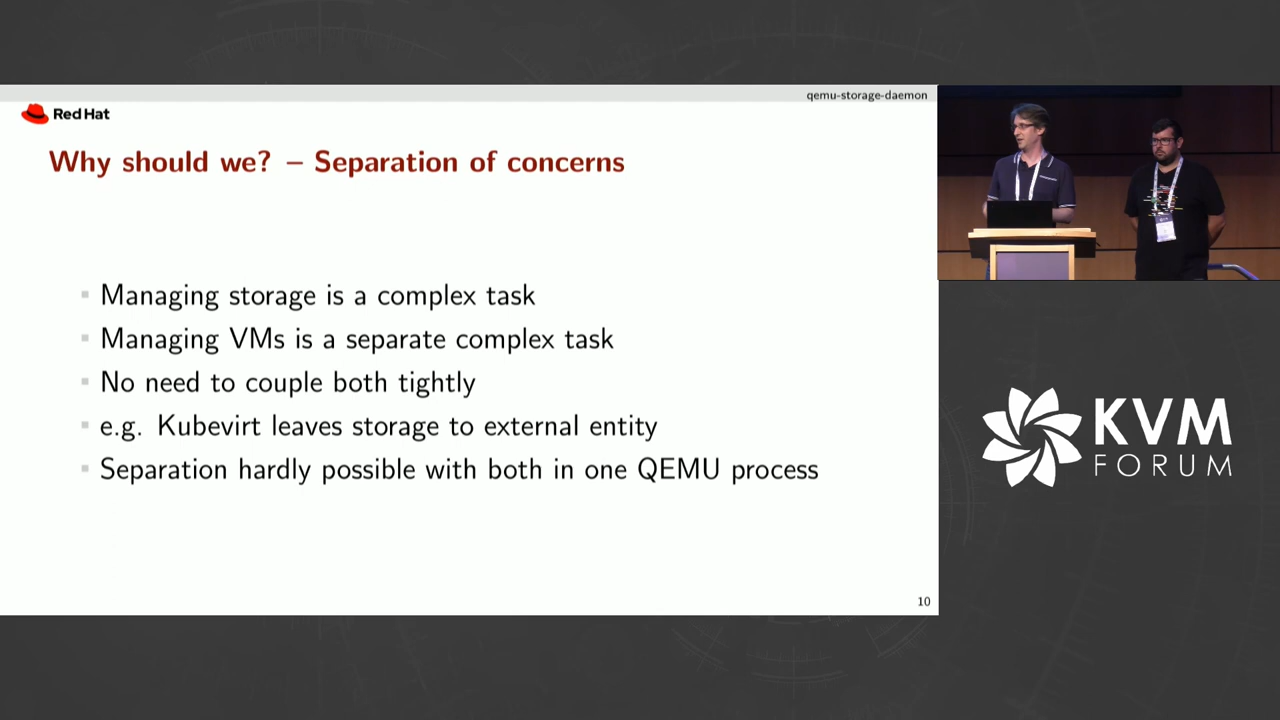 qemu-storage-daemon
Red Hat
Why should we? – Separation of concerns
Managing storage is a complex task
Managing VMs is a separate complex task
No need to couple both tightly
e.g. Kubevirt leaves storage to external entity
Separation hardly possible with both in one QEMU process
10
KVM
FORUM